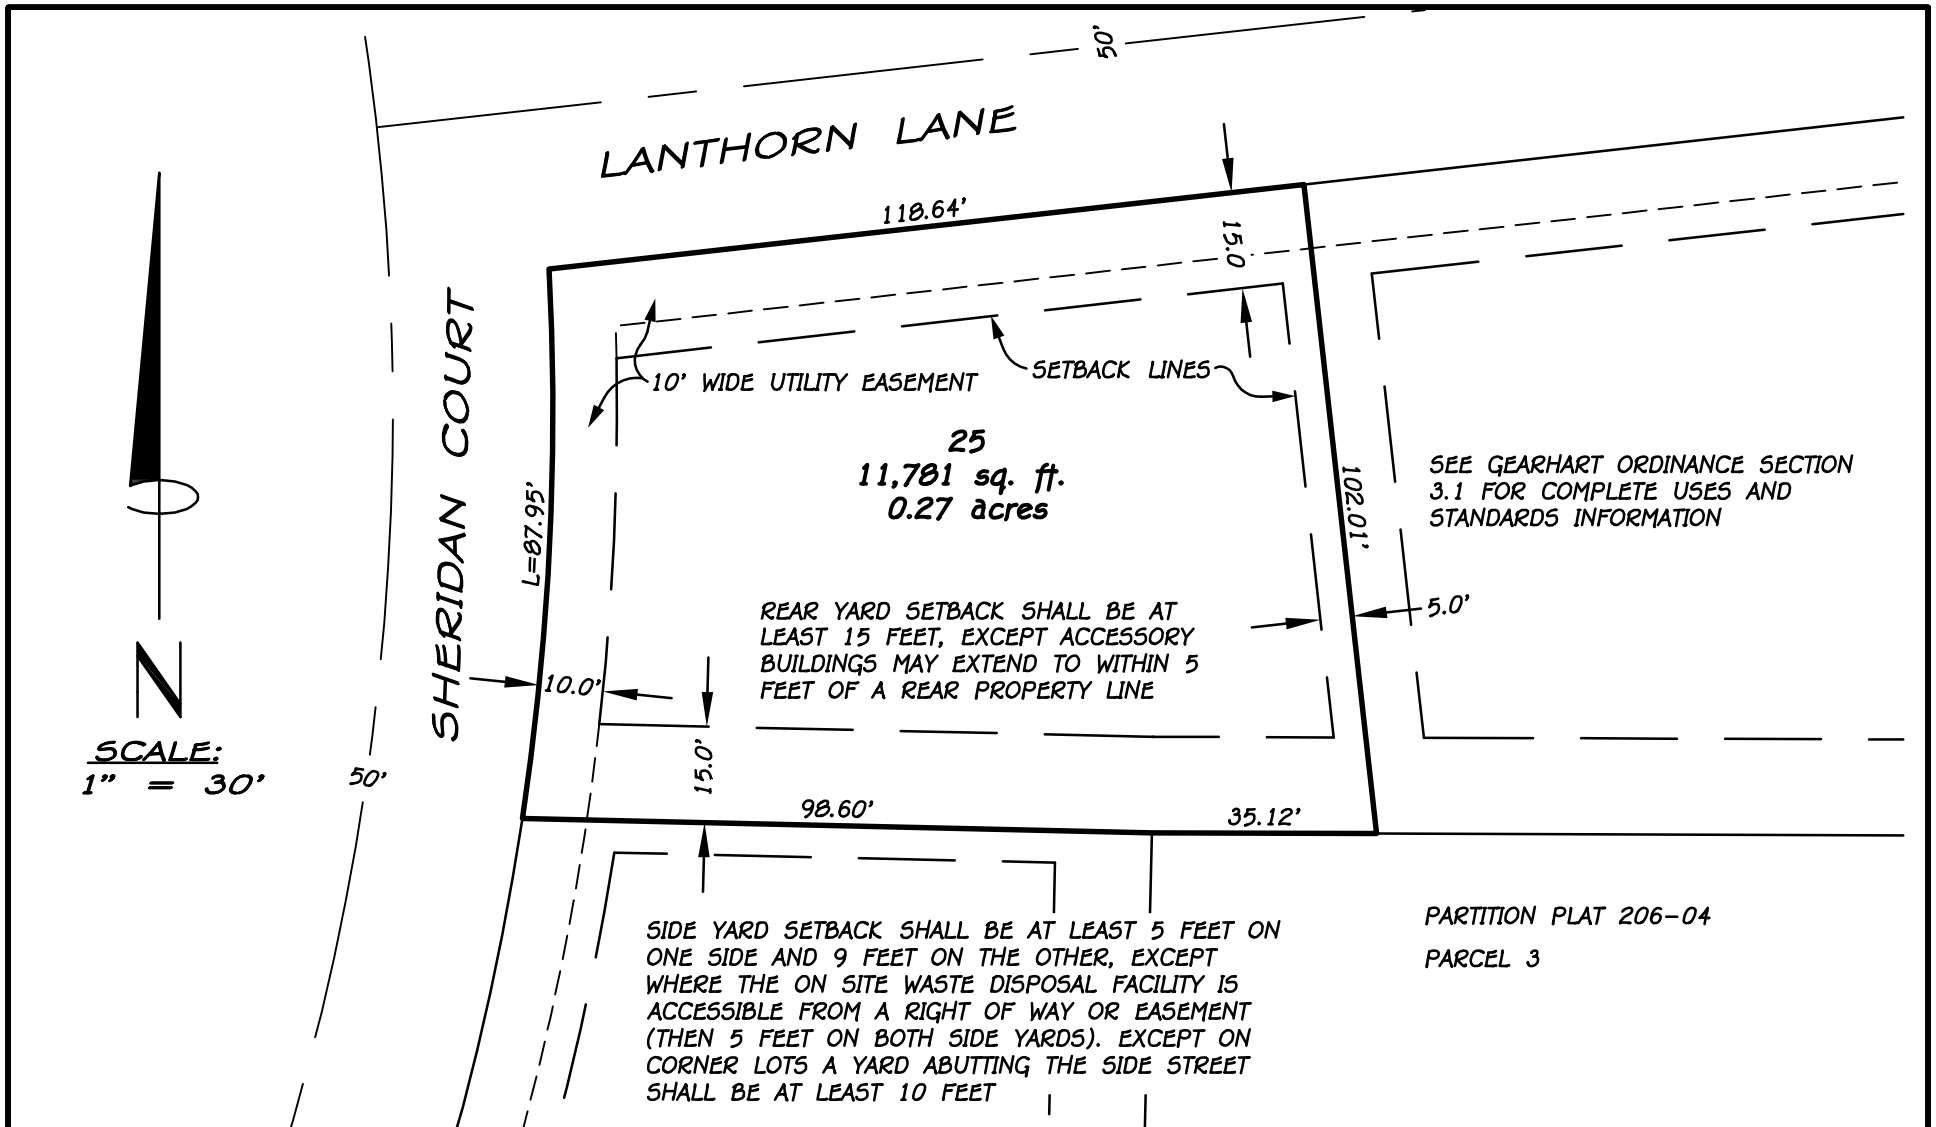 50'
LANTHORN LANE
118.64'
15.0
SHERIDAN COURT
10' WIDE UTILITY EASEMENT
SETBACK LINES
25
11,781 sq. ft.
0.27 acres
L=87.95'
102.01'
SEE GEARHART ORDINANCE SECTION
3.1 FOR COMPLETE USES AND
STANDARDS INFORMATION
REAR YARD SETBACK SHALL BE AT
LEAST 15 FEET, EXCEPT ACCESSORY
BUILDINGS MAY EXTEND TO WITHIN 5
FEET OF A REAR PROPERTY LINE
5.0'
10.0'
N
SCALE:
1" = 30'
50'
15.0'
98.60'
35.12'
SIDE YARD SETBACK SHALL BE AT LEAST 5 FEET ON
ONE SIDE AND 9 FEET ON THE OTHER, EXCEPT
WHERE THE ON SITE WASTE DISPOSAL FACILITY IS
ACCESSIBLE FROM A RIGHT OF WAY OR EASEMENT
(THEN 5 FEET ON BOTH SIDE YARDS). EXCEPT ON
CORNER LOTS A YARD ABUTTING THE SIDE STREET
SHALL BE AT LEAST 10 FEET
PARTITION PLAT 206-04
PARCEL 3